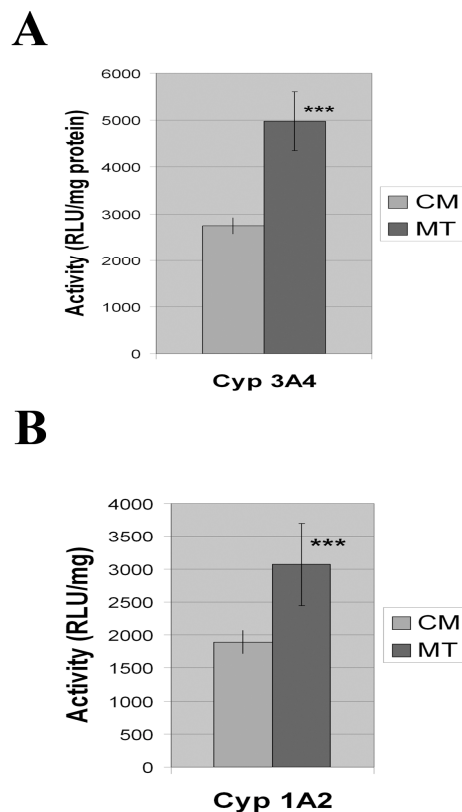 A
Activity (RLU/mg protein)
6000
5000
4000
3000
2000
1000
0
***
CM
MT
Cyp 3A4
B
Activity (RLU/mg)
4000
3500
3000
2500
2000
1500
1000
500
0
***
CM
MT
Cyp 1A2